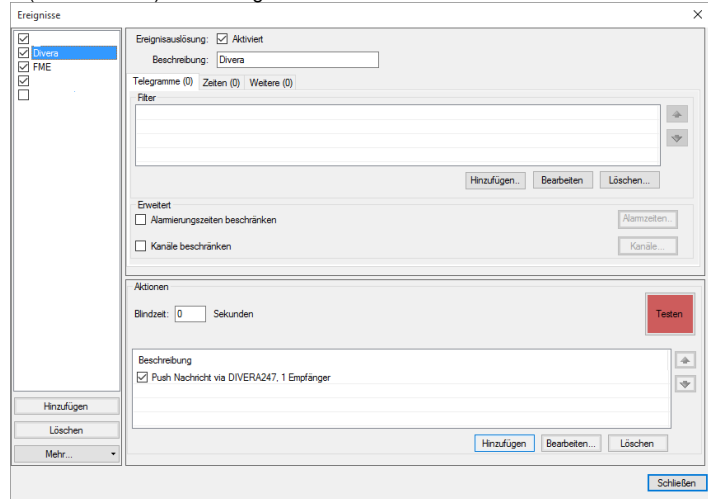 Ereignisse
Divera
FME
Hinzufügen
Löschen
Mehr...
Ereignisauslösung: Aktiviert
Beschreibung: Divera
Telegramme (0) Zeiten (0) Weitere (0)
Filter
Hinzufügen.. Bearbeiten Löschen...
Erweitert
Alarmierungszeiten beschränken Alarmzeiten..
Kanäle beschränken Kanäle...
Aktionen
Blindzeit: 0 Sekunden Testen
Beschreibung
Push Nachricht via DIVERA247, 1 Empfänger
Hinzufügen Bearbeiten... Löschen
Schließen